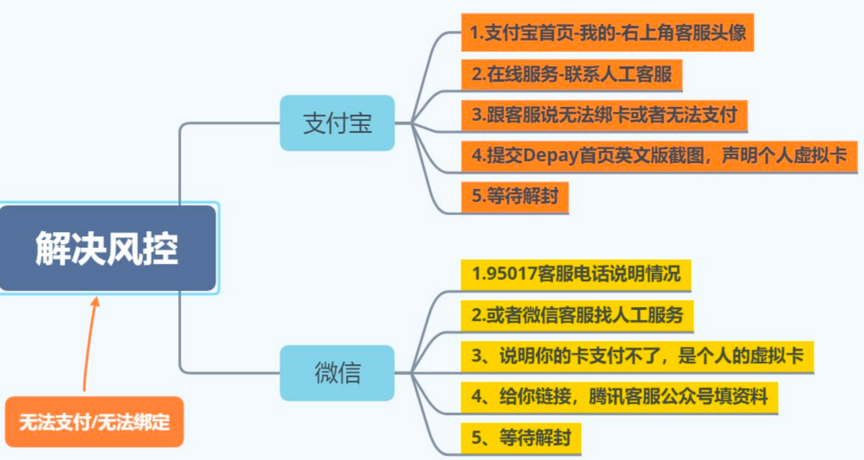 解决风控
无法支付/无法绑定
支付宝
1.支付宝首页-我的-右上角客服头像
2.在线服务-联系人工客服
3.跟客服说无法绑卡或者无法支付
4.提交Depay首页英文版截图，声明个人虚拟卡
5.等待解封
微信
1.95017客服电话说明情况
2.或者微信客服找人工服务
3、说明你的卡支付不了，是个人的虚拟卡
4、给你链接，腾讯客服公众号填资料
5、等待解封